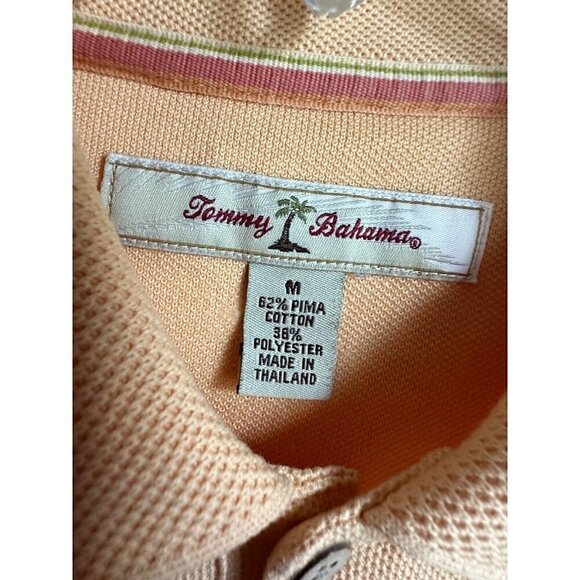 Tommy Bahama®
M
62% PIMA
COTTON
38%
POLYESTER
MADE IN
THAILAND